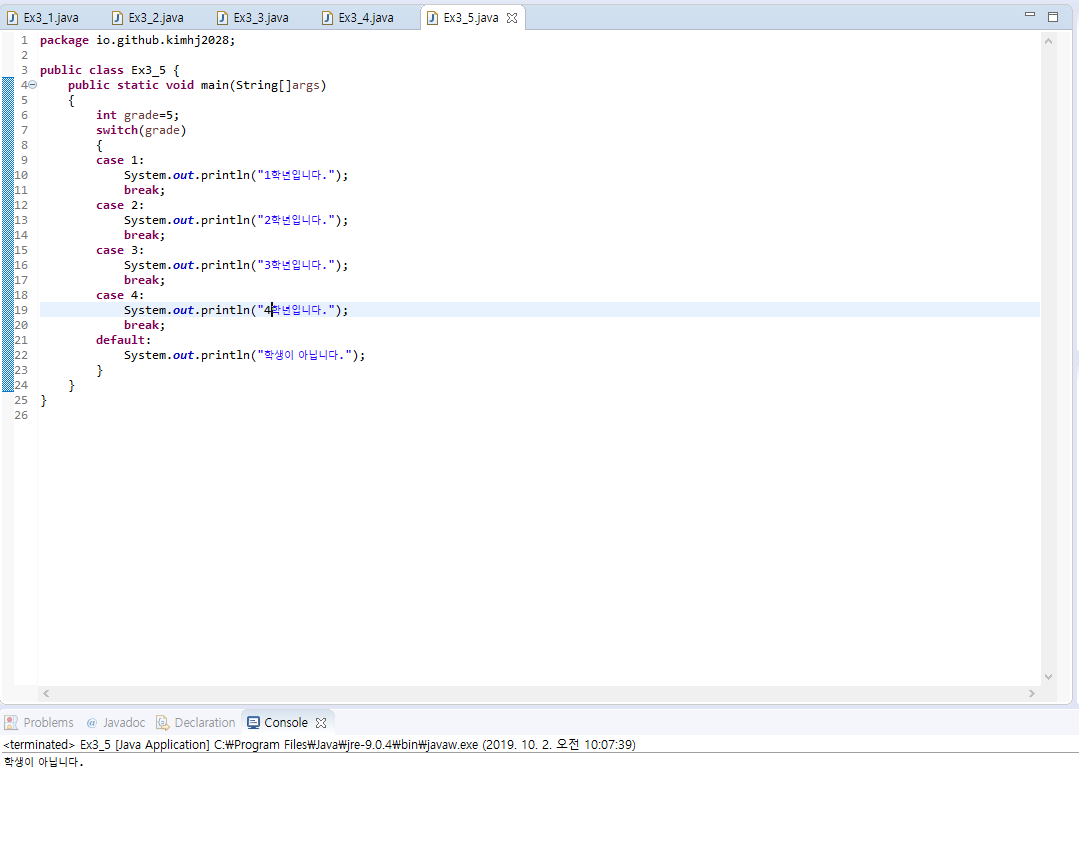 Ex3_1.java Ex3_2.java Ex3_3.java Ex3_4.java Ex3_5.java
1 package io.github.kimhj2028;
2
3 public class Ex3_5 {
4 public static void main(String[]args)
5 {
6 int grade=5;
7 switch(grade)
8 {
9 case 1:
10 System.out.println("1학년입니다.");
11 break;
12 case 2:
13 System.out.println("2학년입니다.");
14 break;
15 case 3:
16 System.out.println("3학년입니다.");
17 break;
18 case 4:
19 System.out.println("4학년입니다.");
20 break;
21 default:
22 System.out.println("학생이 아닙니다.");
23 }
24 }
25 }
26
Problems @ Javadoc Declaration Console
<terminated> Ex3_5 [Java Application] C:₩Program Files₩Java₩jre-9.0.4₩bin₩javaw.exe (2019. 10. 2. 오전 10:07:39)
학생이 아닙니다.